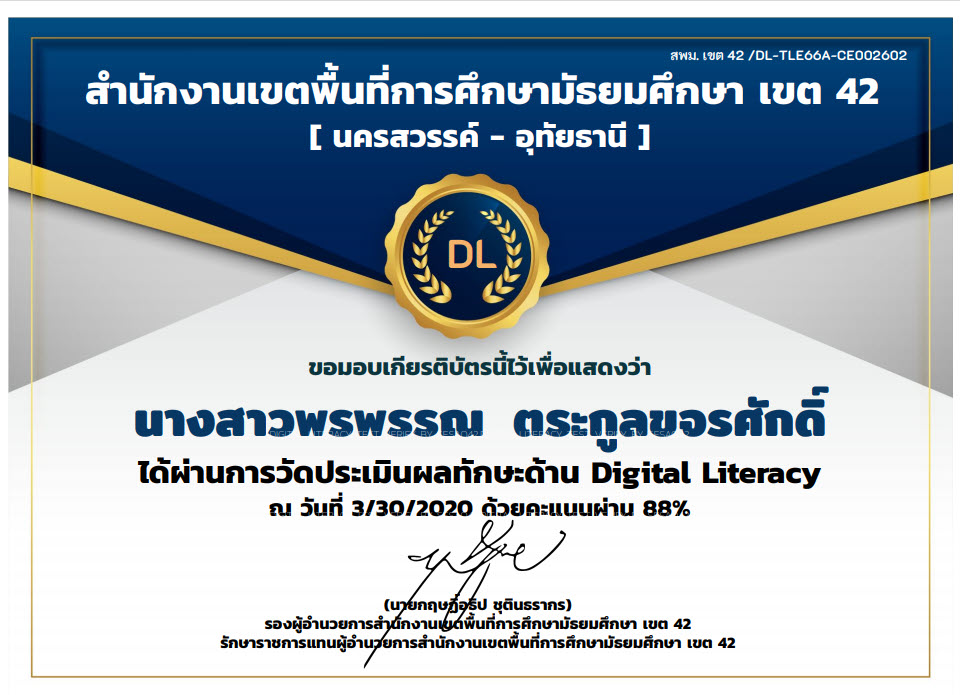 สพม. เขต 42 /DL-TLE66A-CE002602
สำนักงานเขตพื้นที่การศึกษามัธยมศึกษา เขต 42
[ นครสวรรค์ - อุทัยธานี ]
DL
ขอมอบเกียรติบัตรนี้ไว้เพื่อแสดงว่า
นางสาวพรพรรณ ตระกูลขจรศักดิ์
ได้ผ่านการวัดประเมินผลทักษะด้าน Digital Literacy
ณ วันที่ 3/30/2020 ด้วยคะแนนผ่าน 88%
(นายกฤษฏิ์อธิป ชุตินธรากร)
รองผู้อำนวยการสำนักงานเขตพื้นที่การศึกษามัธยมศึกษา เขต 42
รักษาราชการแทนผู้อำนวยการสำนักงานเขตพื้นที่การศึกษามัธยมศึกษา เขต 42